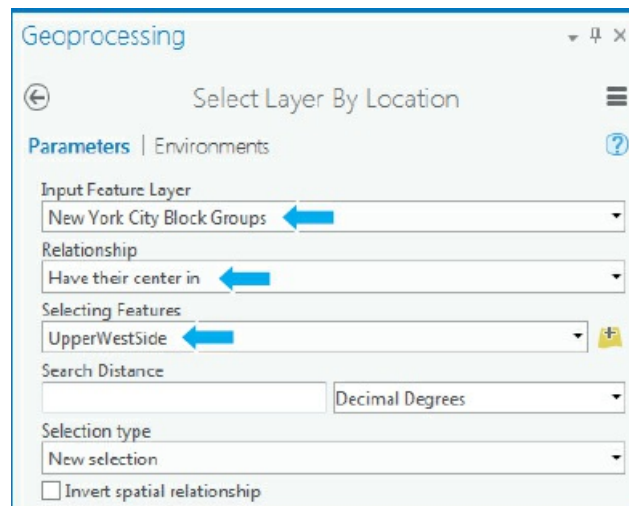 Geoprocessing
Select Layer By Location
Parameters | Environments
Input Feature Layer
New York City Block Groups
Relationship
Have their center in
Selecting Features
UpperWestSide
Search Distance
Decimal Degrees
Selection type
New selection
Invert spatial relationship